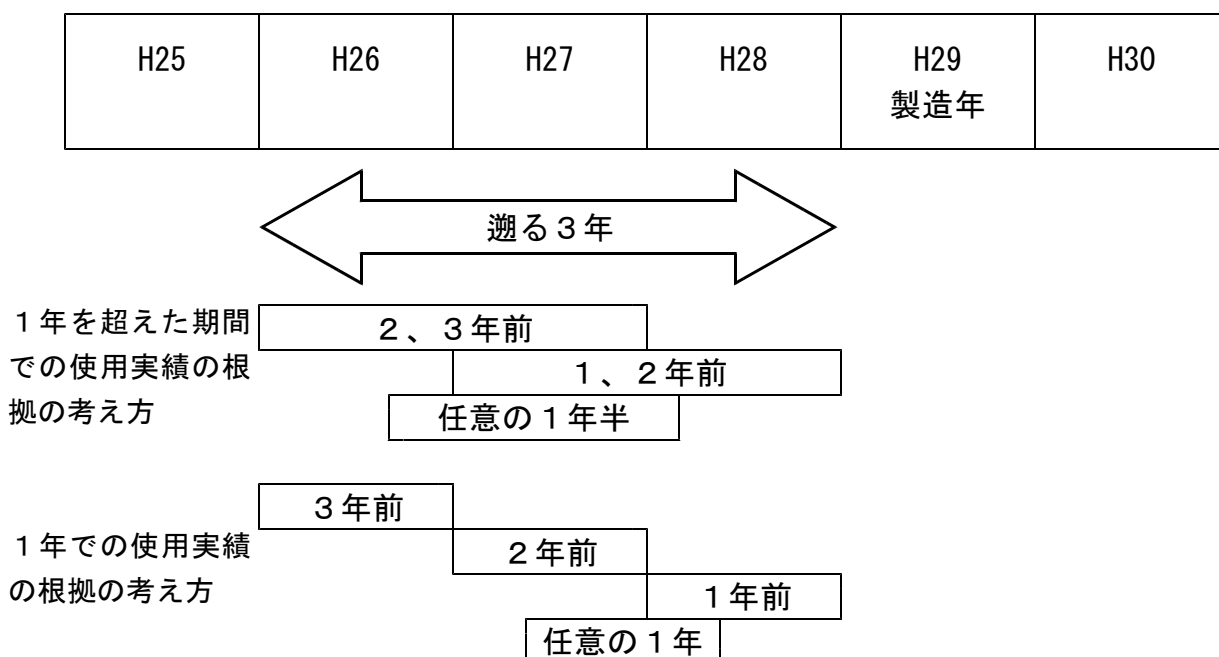 H25 H26 H27 H28 H29 H30
製造年
遡る３年
１年を超えた期間
での使用実績の根
拠の考え方
２、３年前
１、２年前
任意の１年半
１年での使用実績
の根拠の考え方
３年前
２年前
１年前
任意の１年